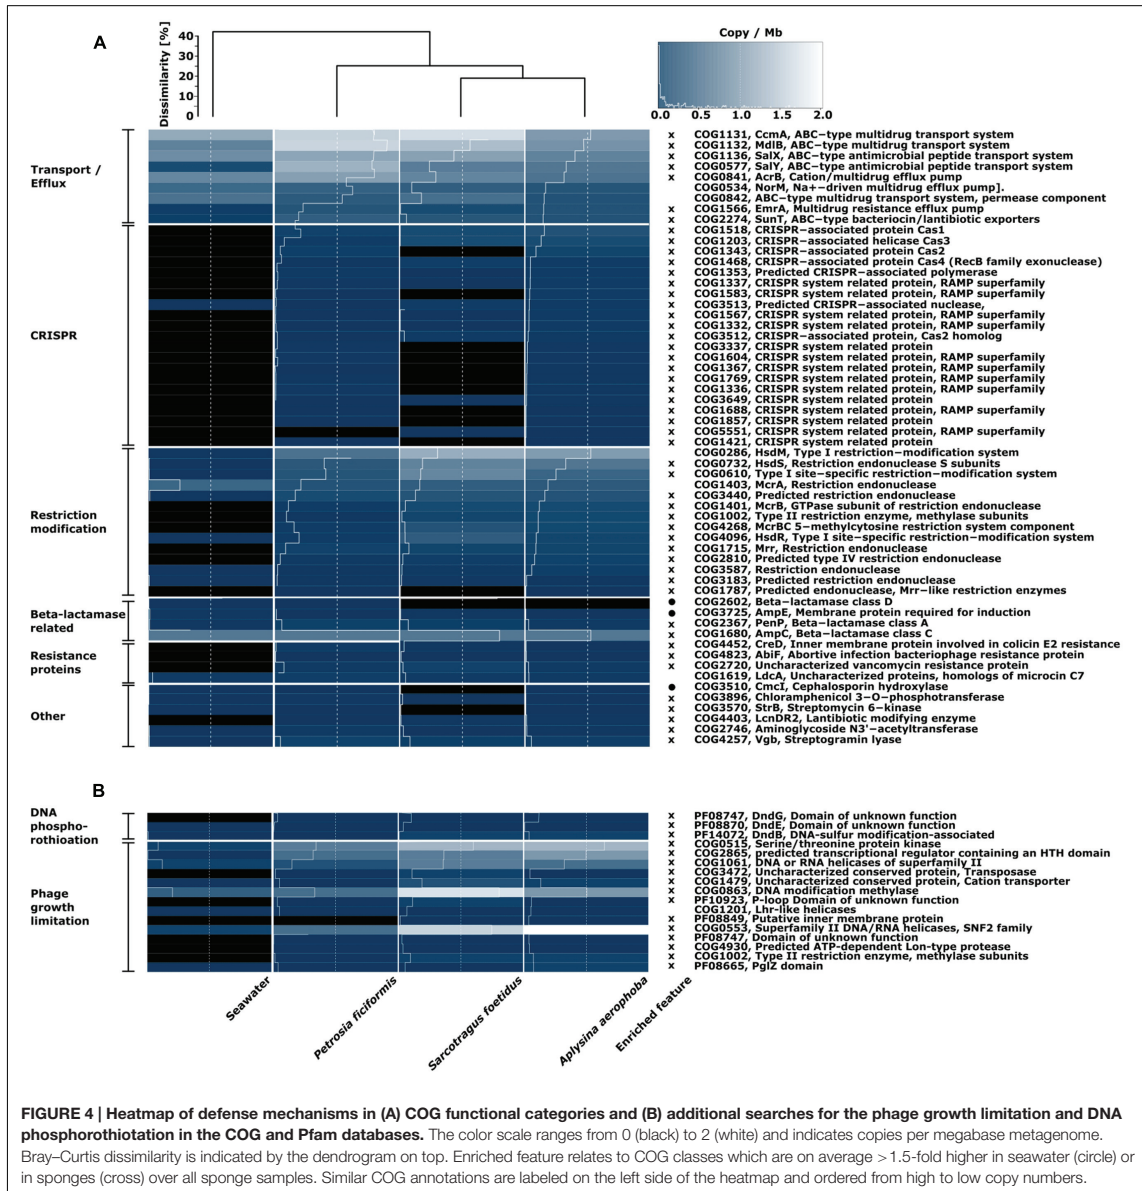 A
Dissimilarity [%]
40
30
20
10
0
Copy / Mb
0.0 0.5 1.0 1.5 2.0
Transport / Efflux
x COG1131, CcmA, ABC-type multidrug transport system
x COG1132, MdlB, ABC-type multidrug transport system
x COG1136, SalX, ABC-type antimicrobial peptide transport system
x COG0577, SalY, ABC-type antimicrobial peptide transport system
x COG0841, AcrB, Cation/multidrug efflux pump
COG0534, NorM, Na+-driven multidrug efflux pump].
COG0842, ABC-type multidrug transport system, permease component
x COG1566, EmrA, Multidrug resistance efflux pump
x COG2274, SunT, ABC-type bacteriocin/lantibiotic exporters
CRISPR
x COG1518, CRISPR-associated protein Cas1
x COG1203, CRISPR-associated helicase Cas3
x COG1343, CRISPR-associated protein Cas2
x COG1468, CRISPR-associated protein Cas4 (RecB family exonuclease)
x COG1353, Predicted CRISPR-associated polymerase
x COG1337, CRISPR system related protein, RAMP superfamily
x COG1583, CRISPR system related protein, RAMP superfamily
x COG3513, Predicted CRISPR-associated nuclease,
x COG1567, CRISPR system related protein, RAMP superfamily
x COG1332, CRISPR system related protein, RAMP superfamily
x COG3512, CRISPR-associated protein, Cas2 homolog
x COG3337, CRISPR system related protein
x COG1604, CRISPR system related protein, RAMP superfamily
x COG1367, CRISPR system related protein, RAMP superfamily
x COG1769, CRISPR system related protein, RAMP superfamily
x COG1336, CRISPR system related protein, RAMP superfamily
x COG3649, CRISPR system related protein
x COG1688, CRISPR system related protein, RAMP superfamily
x COG1857, CRISPR system related protein
x COG5551, CRISPR system related protein, RAMP superfamily
x COG1421, CRISPR system related protein
Restriction modification
COG0286, HsdM, Type I restriction-modification system
x COG0732, HsdS, Restriction endonuclease S subunits
x COG0610, Type I site-specific restriction-modification system
COG1403, McrA, Restriction endonuclease
x COG3440, Predicted restriction endonuclease
x COG1401, McrB, GTPase subunit of restriction endonuclease
x COG1002, Type II restriction enzyme, methylase subunits
x COG4268, McrBC 5-methylcytosine restriction system component
x COG4096, HsdR, Type I site-specific restriction-modification system
x COG1715, Mrr, Restriction endonuclease
x COG2810, Predicted type IV restriction endonuclease
x COG3587, Restriction endonuclease
x COG3183, Predicted restriction endonuclease
x COG1787, Predicted endonuclease, Mrr-like restriction enzymes
Beta-lactamase related
● COG2602, Beta-lactamase class D
● COG3725, AmpE, Membrane protein required for induction
x COG2367, PenP, Beta-lactamase class A
x COG1680, AmpC, Beta-lactamase class C
Resistance proteins
x COG4452, CreD, Inner membrane protein involved in colicin E2 resistance
x COG4823, AbiF, Abortive infection bacteriophage resistance protein
x COG2720, Uncharacterized vancomycin resistance protein
COG1619, LdcA, Uncharacterized proteins, homologs of microcin C7
Other
● COG3510, CmcI, Cephalosporin hydroxylase
x COG3896, Chloramphenicol 3-O-phosphotransferase
x COG3570, StrB, Streptomycin 6-kinase
x COG4403, LcnDR2, Lantibiotic modifying enzyme
x COG2746, Aminoglycoside N3'-acetyltransferase
x COG4257, Vgb, Streptogramin lyase
B
DNA phospho-rothioation
x PF08747, DndG, Domain of unknown function
x PF08870, DndE, Domain of unknown function
x PF14072, DndB, DNA-sulfur modification-associated
Phage growth limitation
x COG0515, Serine/threonine protein kinase
x COG2865, predicted transcriptional regulator containing an HTH domain
x COG1061, DNA or RNA helicases of superfamily II
x COG3472, Uncharacterized conserved protein, Transposase
x COG1479, Uncharacterized conserved protein, Cation transporter
x COG0863, DNA modification methylase
x PF10923, P-loop Domain of unknown function
COG1201, Lhr-like helicases
x PF08849, Putative inner membrane protein
x COG0553, Superfamily II DNA/RNA helicases, SNF2 family
x PF08747, Domain of unknown function
x COG4930, Predicted ATP-dependent Lon-type protease
x COG1002, Type II restriction enzyme, methylase subunits
x PF08665, PglZ domain
Seawater
Petrosia ficiformis
Sarcotragus foetidus
Aplysina aerophoba
Enriched feature
FIGURE 4 | Heatmap of defense mechanisms in (A) COG functional categories and (B) additional searches for the phage growth limitation and DNA
phosphorothiotation in the COG and Pfam databases. The color scale ranges from 0 (black) to 2 (white) and indicates copies per megabase metagenome.
Bray–Curtis dissimilarity is indicated by the dendrogram on top. Enriched feature relates to COG classes which are on average >1.5-fold higher in seawater (circle) or
in sponges (cross) over all sponge samples. Similar COG annotations are labeled on the left side of the heatmap and ordered from high to low copy numbers.